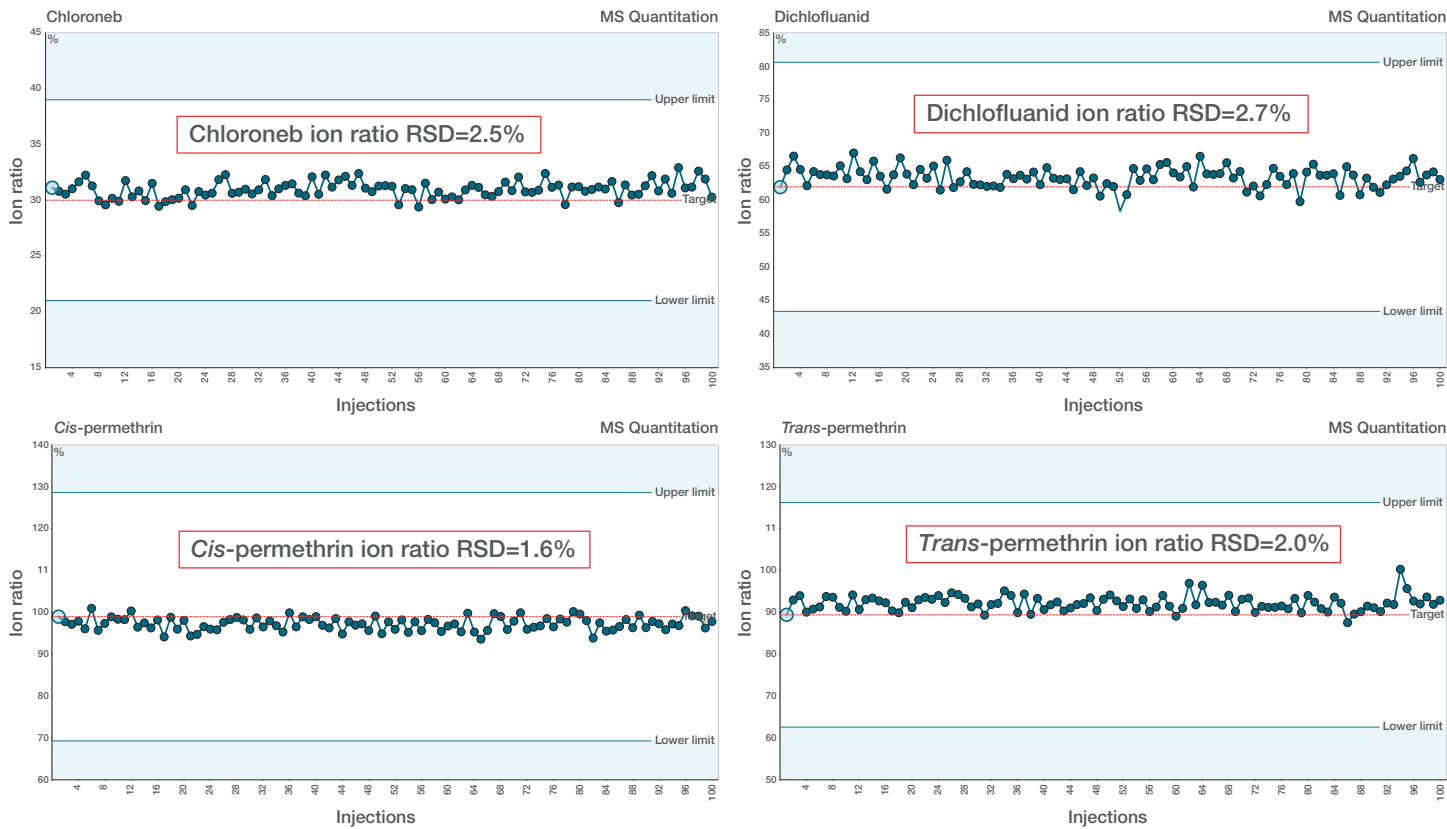 Chloroneb
MS Quantitation
%
45
40
35
30
25
20
15
Upper limit
Chloroneb ion ratio RSD=2.5%
Target
Lower limit
Ion ratio
4 8 12 16 20 24 28 32 36 40 44 48 52 56 60 64 68 72 76 80 84 88 92 96 100
Injections
Dichlofluanid
MS Quantitation
%
85
80
75
70
65
60
55
50
45
40
35
Upper limit
Dichlofluanid ion ratio RSD=2.7%
Target
Lower limit
Ion ratio
4 8 12 16 20 24 28 32 36 40 44 48 52 56 60 64 68 72 76 80 84 88 92 96 100
Injections
Cis-permethrin
MS Quantitation
%
140
130
120
11
100
90
80
70
60
Upper limit
Cis-permethrin ion ratio RSD=1.6%
Target
Lower limit
Ion ratio
4 8 12 16 20 24 28 32 36 40 44 48 52 56 60 64 68 72 76 80 84 88 92 96 100
Injections
Trans-permethrin
MS Quantitation
%
130
120
11
100
90
80
70
60
50
Upper limit
Trans-permethrin ion ratio RSD=2.0%
Target
Lower limit
Ion ratio
4 8 12 16 20 24 28 32 36 40 44 48 52 56 60 64 68 72 76 80 84 88 92 96 100
Injections